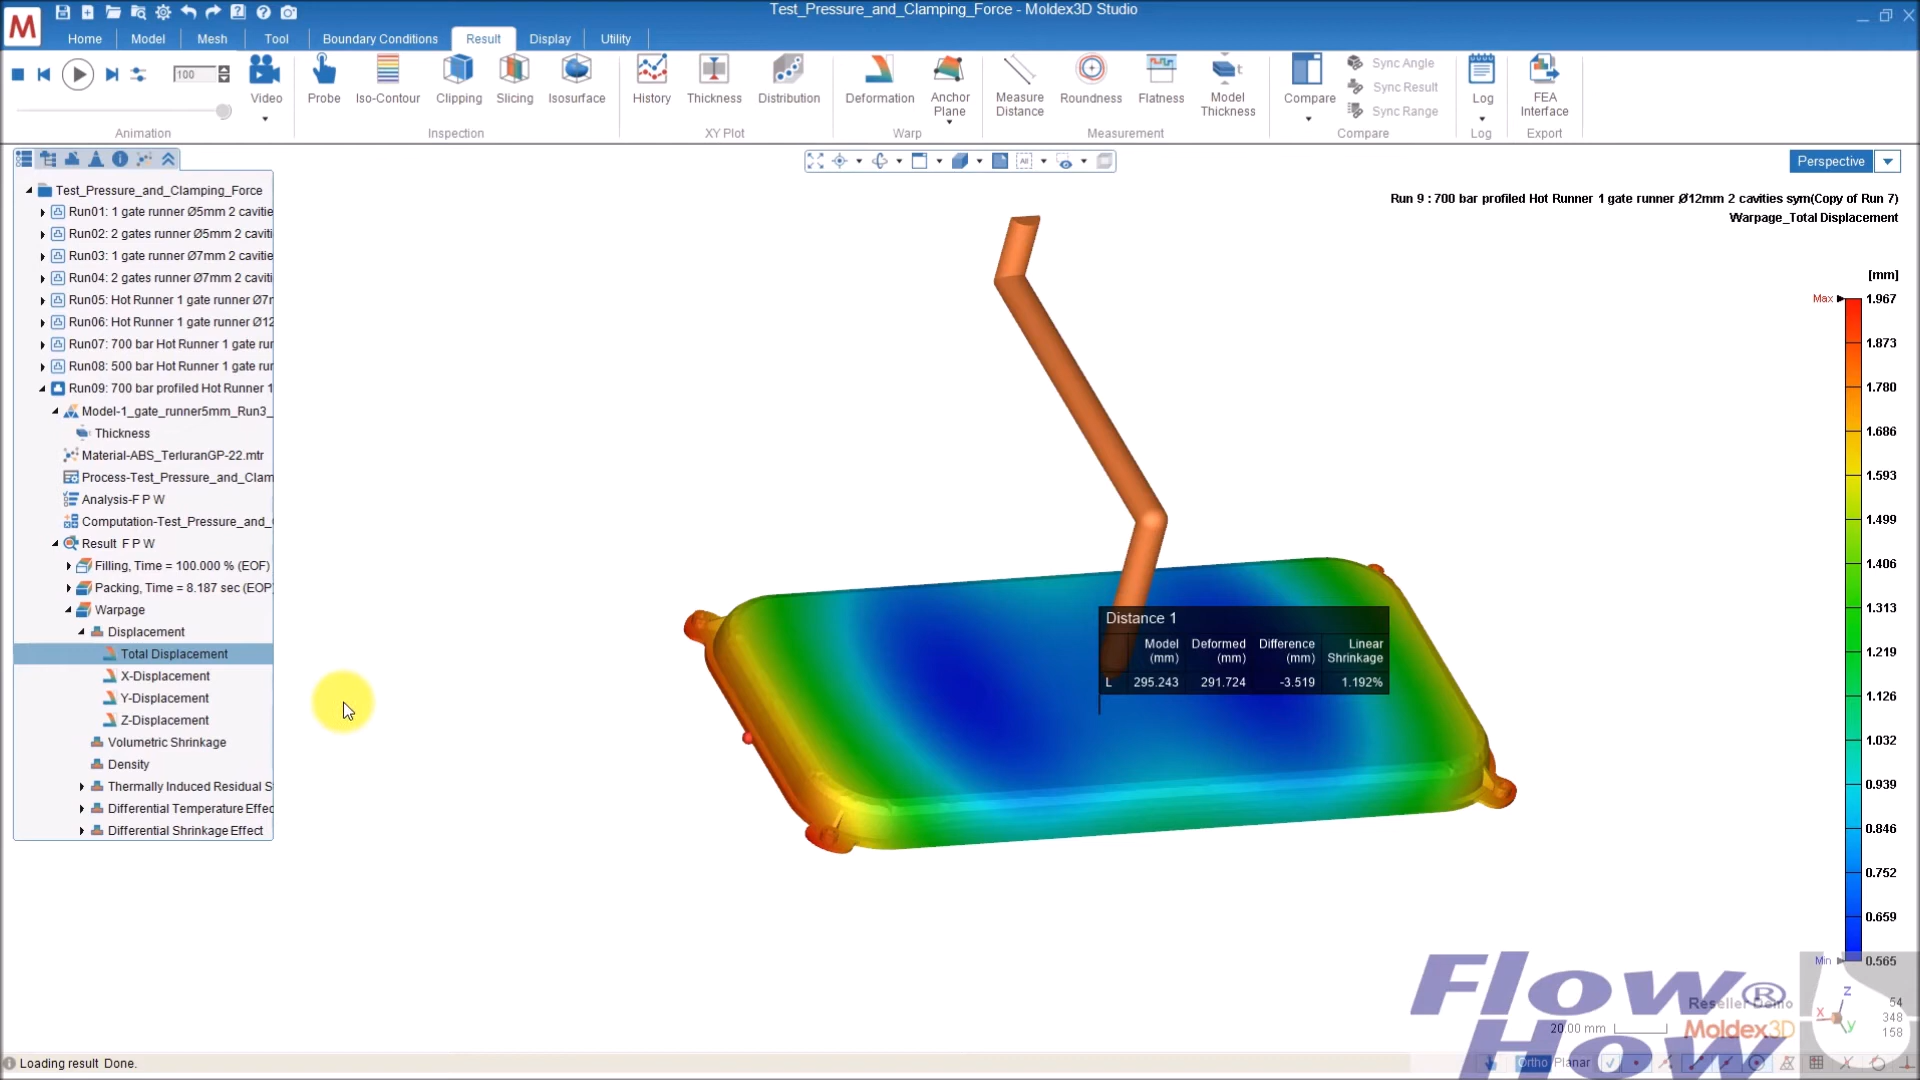 Test_Pressure_and_Clamping_Force - Moldex3D Studio
M
Home Model Mesh Tool Boundary Conditions Result Display Utility
100
Video Probe Iso-Contour Clipping Slicing Isosurface History Thickness Distribution Deformation Anchor Plane Measure Distance Roundness Flatness Model Thickness Compare Sync Angle Sync Result Sync Range Log FEA Interface
Animation Inspection XY Plot Warp Measurement Compare Log Export
Perspective
Test_Pressure_and_Clamping_Force
Run01: 1 gate runner Ø5mm 2 cavitie
Run02: 2 gates runner Ø5mm 2 caviti
Run03: 1 gate runner Ø7mm 2 cavitie
Run04: 2 gates runner Ø7mm 2 caviti
Run05: Hot Runner 1 gate runner Ø7r
Run06: Hot Runner 1 gate runner Ø12
Run07: 700 bar Hot Runner 1 gate rur
Run08: 500 bar Hot Runner 1 gate rur
Run09: 700 bar profiled Hot Runner 1
Model-1_gate_runner5mm_Run3_
Thickness
Material-ABS_TerluranGP-22.mtr
Process-Test_Pressure_and_Clam
Analysis-F P W
Computation-Test_Pressure_and_
Result F P W
Filling, Time = 100.000 % (EOF)
Packing, Time = 8.187 sec (EOP
Warpage
Displacement
Total Displacement
X-Displacement
Y-Displacement
Z-Displacement
Volumetric Shrinkage
Density
Thermally Induced Residual S
Differential Temperature Effec
Differential Shrinkage Effect
Run 9 : 700 bar profiled Hot Runner 1 gate runner Ø12mm 2 cavities sym(Copy of Run 7)
Warpage_Total Displacement
[mm]
Max 1.967
1.873
1.780
1.686
1.593
1.499
1.406
1.313
1.219
1.126
1.032
0.939
0.846
0.752
0.659
Min 0.565
Distance 1
Model (mm) Deformed (mm) Difference (mm) Linear Shrinkage
L 295.243 291.724 -3.519 1.192%
Flow®
How
Reseller Demo
20.00 mm
Moldex3D
Z
X
y
54
348
158
Loading result Done.
Ortho Planar